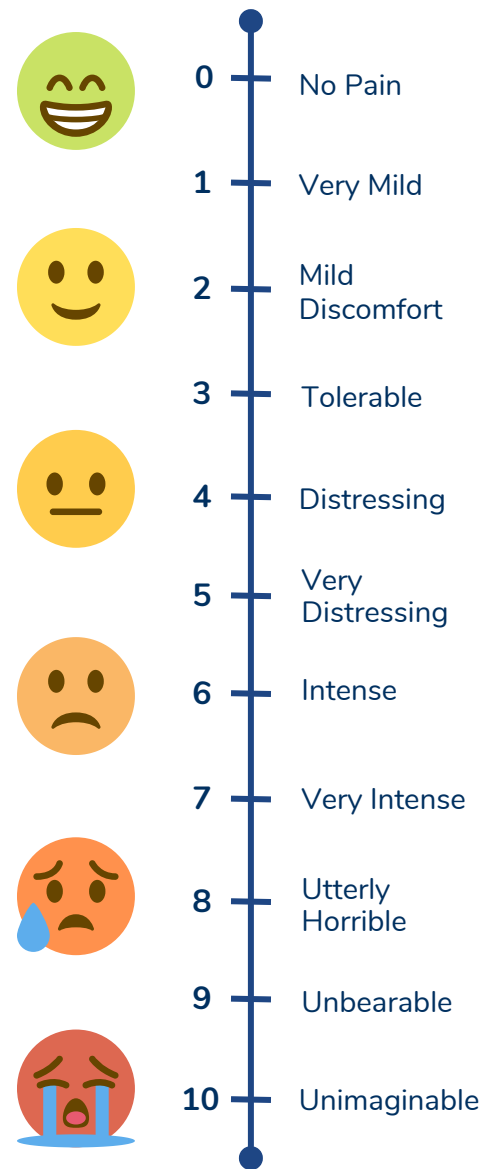 0 No Pain
1 Very Mild
2 Mild
Discomfort
3 Tolerable
4 Distressing
5 Very
Distressing
6 Intense
7 Very Intense
8 Utterly
Horrible
9 Unbearable
10 Unimaginable